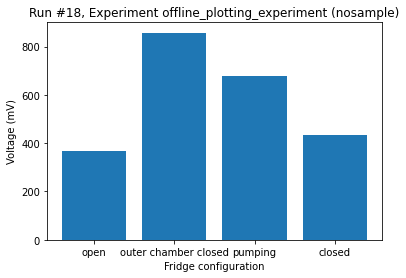 Run #18, Experiment offline_plotting_experiment (nosample)
800
600
400
200
0
Voltage (mV)
open outer chamber closed pumping closed
Fridge configuration